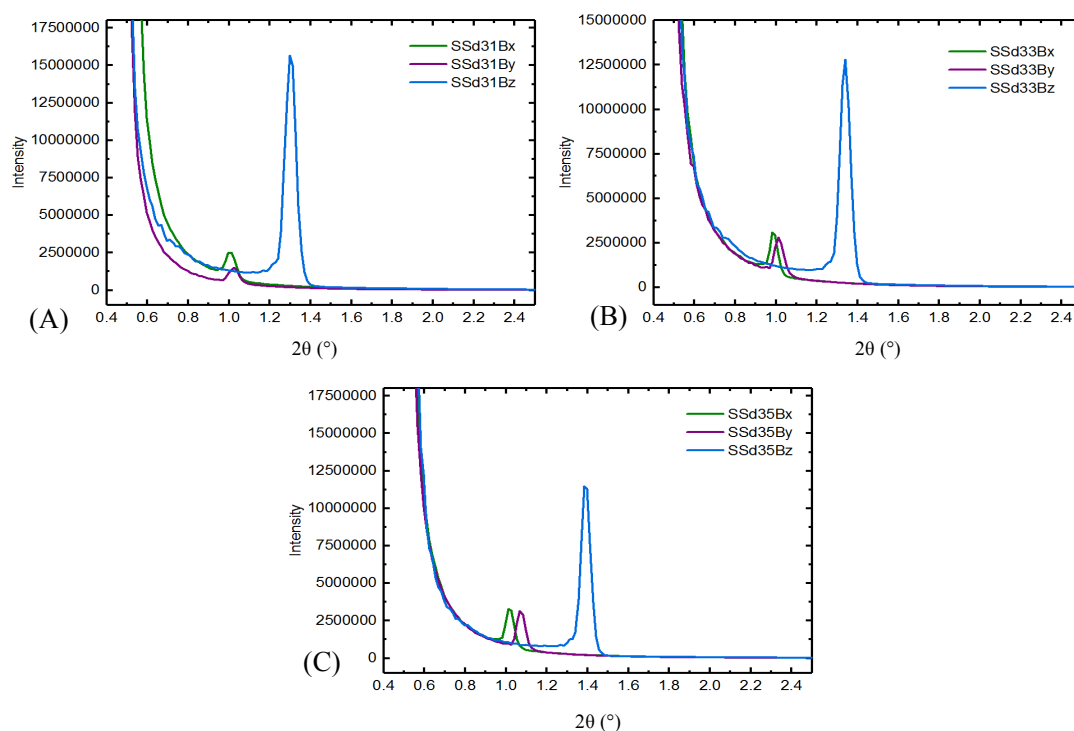 17500000
15000000
12500000
10000000
7500000
5000000
2500000
0
Intensity
SSd31Bx
SSd31By
SSd31Bz
0.4 0.6 0.8 1.0 1.2 1.4 1.6 1.8 2.0 2.2 2.4
2θ (°)
(A)
15000000
12500000
10000000
7500000
5000000
2500000
0
Intensity
SSd33Bx
SSd33By
SSd33Bz
0.4 0.6 0.8 1.0 1.2 1.4 1.6 1.8 2.0 2.2 2.4
2θ (°)
(B)
17500000
15000000
12500000
10000000
7500000
5000000
2500000
0
Intensity
SSd35Bx
SSd35By
SSd35Bz
0.4 0.6 0.8 1.0 1.2 1.4 1.6 1.8 2.0 2.2 2.4
2θ (°)
(C)